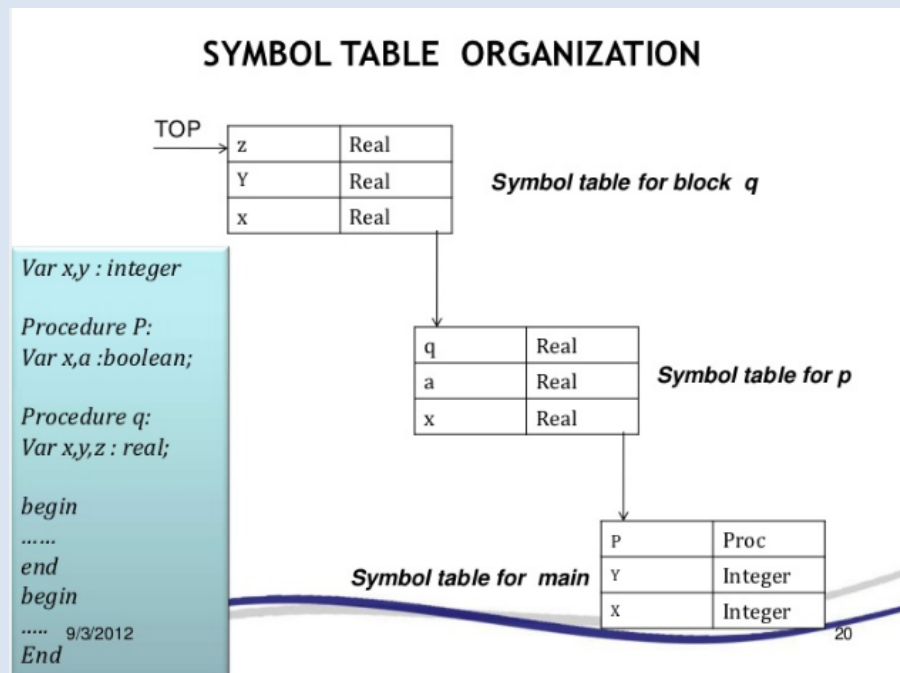 SYMBOL TABLE ORGANIZATION
TOP
z Real
Y Real
x Real
Symbol table for block q
Var x,y : integer
Procedure P:
Var x,a :boolean;
Procedure q:
Var x,y,z : real;
begin
......
end
begin
.....
End
q Real
a Real
x Real
Symbol table for p
Symbol table for main
P Proc
Y Integer
X Integer
9/3/2012
20